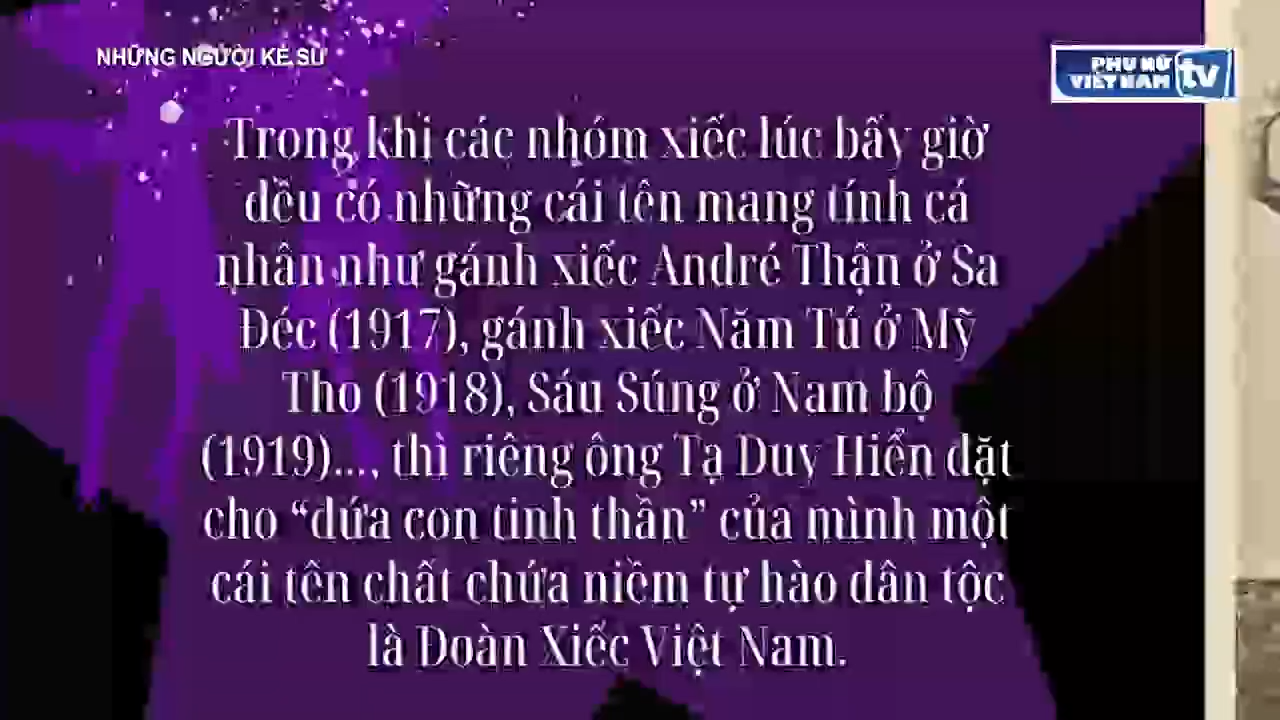 NHỮNG NGƯỜI KỂ SỬ
PHỤ NỮ
VIỆT NAM tv
Trong khi các nhóm xiếc lúc bấy giờ
đều có những cái tên mang tính cá
nhân như gánh xiếc André Thận ở Sa
Đéc (1917), gánh xiếc Năm Tú ở Mỹ
Tho (1918), Sáu Súng ở Nam bộ
(1919)..., thì riêng ông Tạ Duy Hiển đặt
cho “đứa con tinh thần” của mình một
cái tên chất chứa niềm tự hào dân tộc
là Đoàn Xiếc Việt Nam.